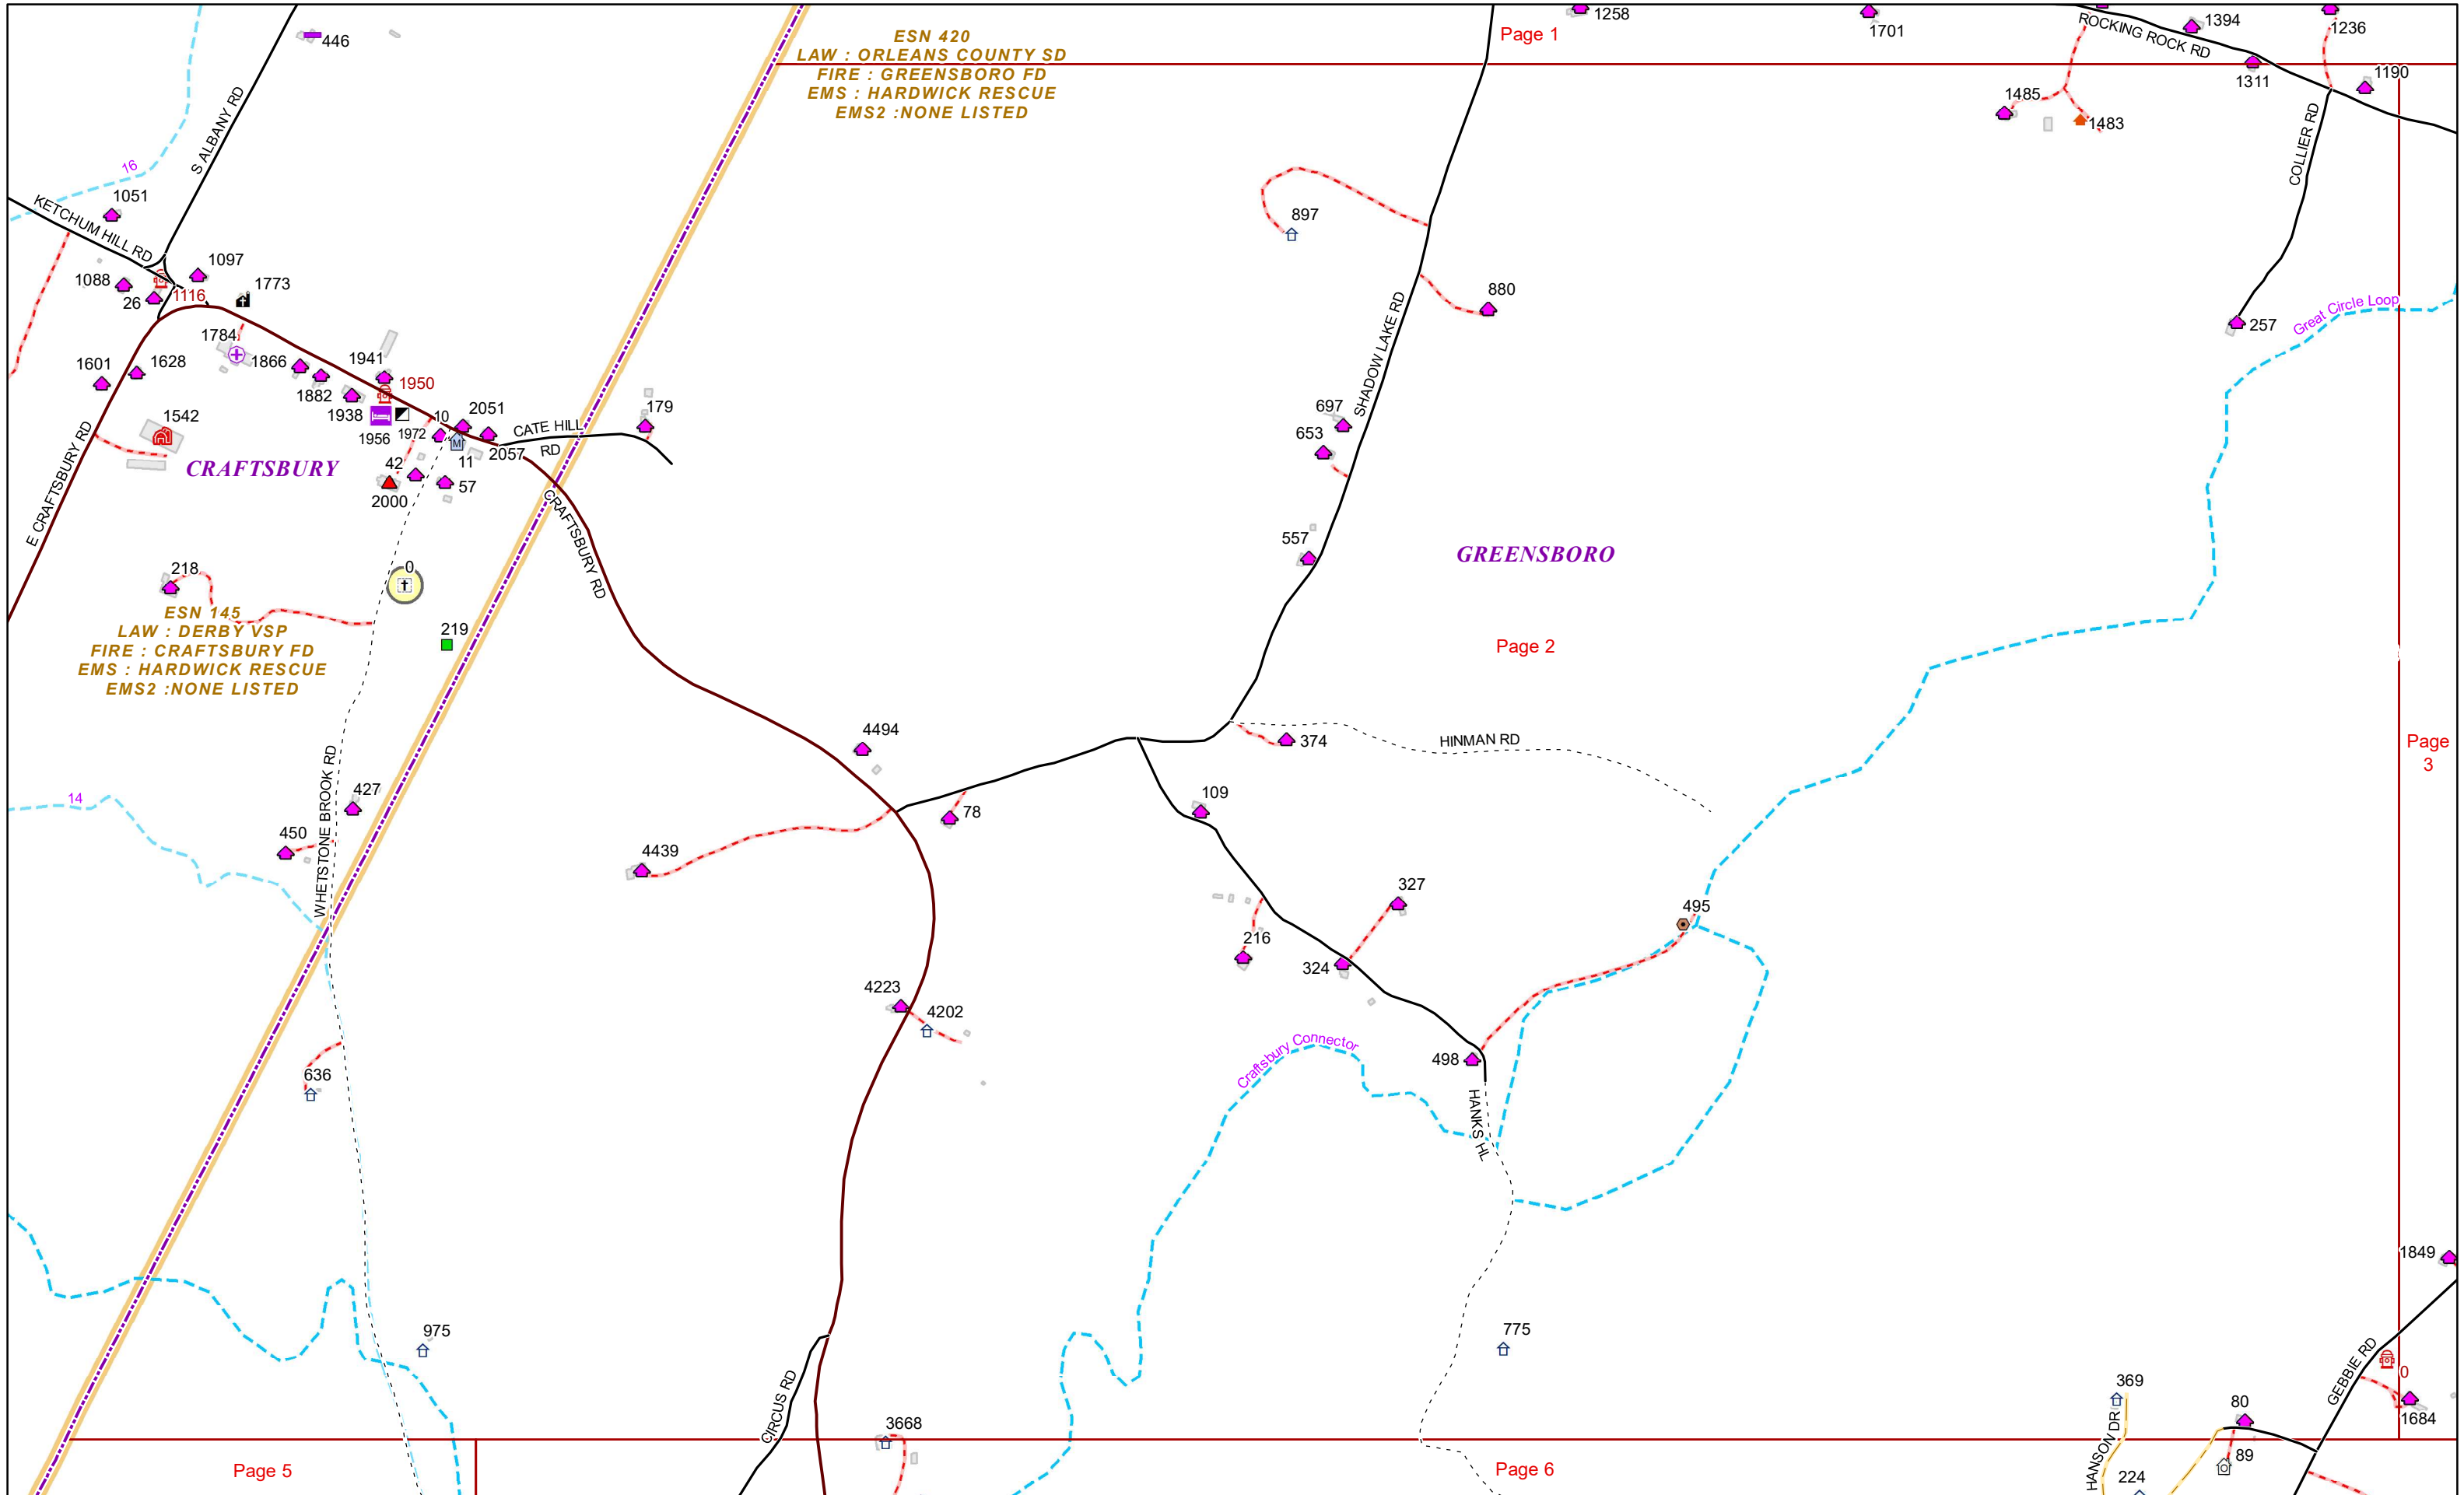 446
ESN 420
LAW : ORLEANS COUNTY SD
FIRE : GREENSBORO FD
EMS : HARDWICK RESCUE
EMS2 :NONE LISTED
Page 1
1258
1701
ROCKING ROCK RD
1394
1236
1311
1190
1485
1483
S ALBANY RD
COLLIER RD
16
1051
KETCHUM HILL RD
897
1097
1088
26
1116
1773
880
SHADOW LAKE RD
257
Great Circle Loop
1784
1866
1941
1950
1601
1628
1882
1938
1956
1972
10
2051
CATE HILL
RD
2057
179
697
653
1542
CRAFTSBURY
E CRAFTSBURY RD
42
11
57
2000
CRAFTSBURY RD
557
GREENSBORO
218
0
ESN 145
LAW : DERBY VSP
FIRE : CRAFTSBURY FD
EMS : HARDWICK RESCUE
EMS2 :NONE LISTED
219
Page 2
4494
374
HINMAN RD
Page
3
14
WHETSTONE BROOK RD
427
450
78
109
4439
327
495
216
324
4223
4202
Craftsbury Connector
498
HANKS HL
636
1849
975
775
CIRCUS RD
GEBBIE RD
0
369
HANSON DR
80
1684
3668
Page 5
Page 6
89
224